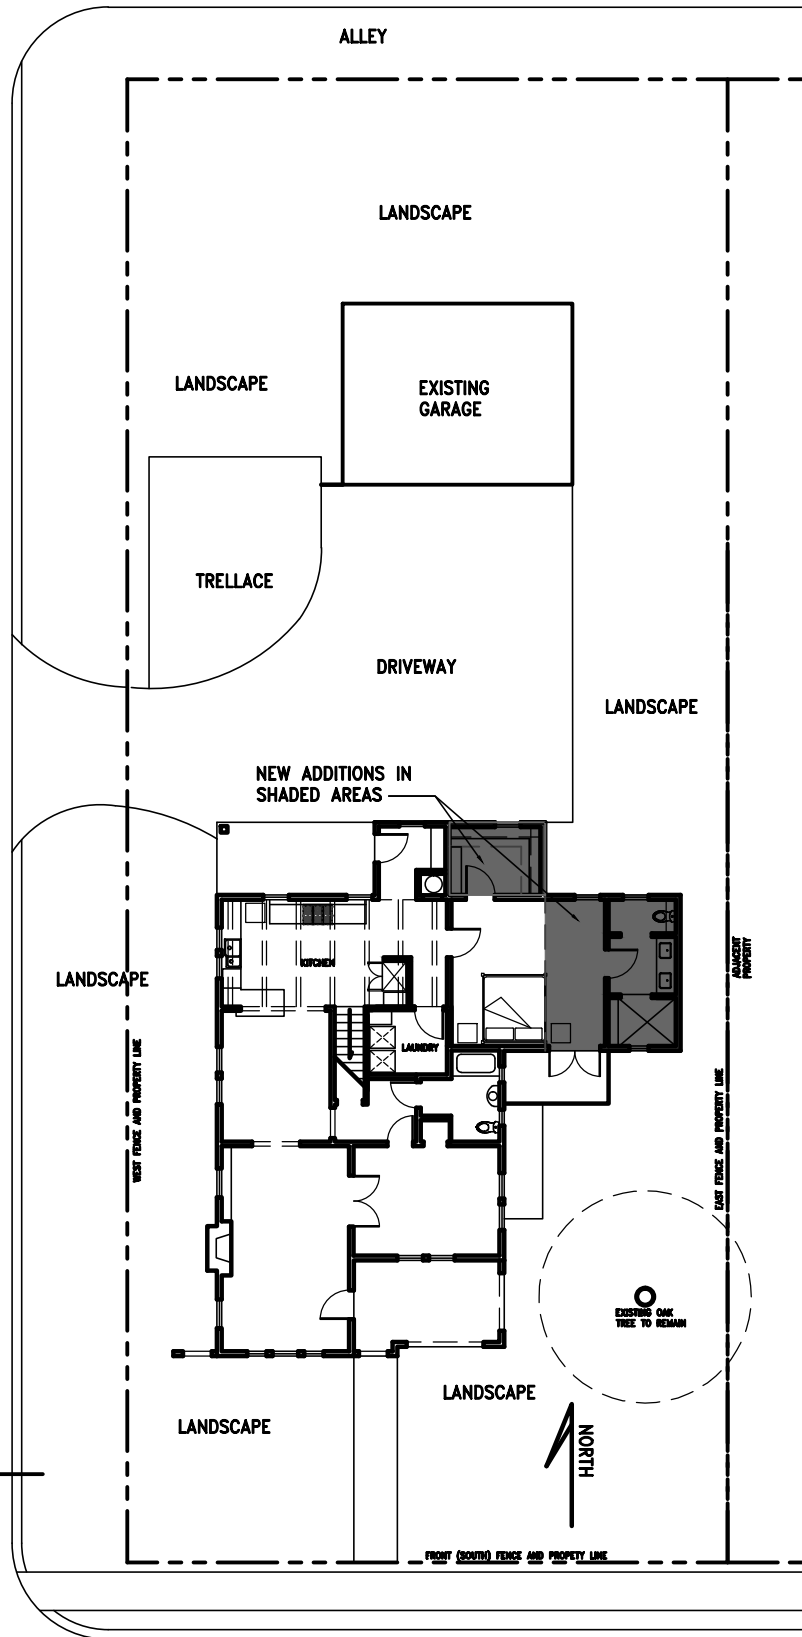 ALLEY
LANDSCAPE
LANDSCAPE
EXISTING
GARAGE
TRELLACE
DRIVEWAY
LANDSCAPE
NEW ADDITIONS IN
SHADED AREAS
KITCHEN
ADJACENT
PROPERTY
LANDSCAPE
LAUNDRY
WEST FENCE AND PROPERTY LINE
EAST FENCE AND PROPERTY LINE
EXISTING OAK
TREE TO REMAIN
LANDSCAPE
LANDSCAPE
NORTH
FRONT (SOUTH) FENCE AND PROPETY LINE